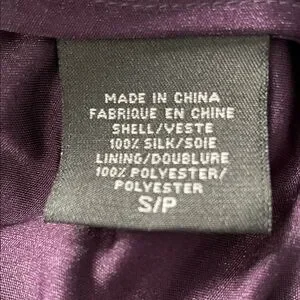 MADE IN CHINA
FABRIQUE EN CHINE
SHELL/VESTE
100% SILK/SOIE
LINING/DOUBLURE
100% POLYESTER/
POLYESTER
S/P